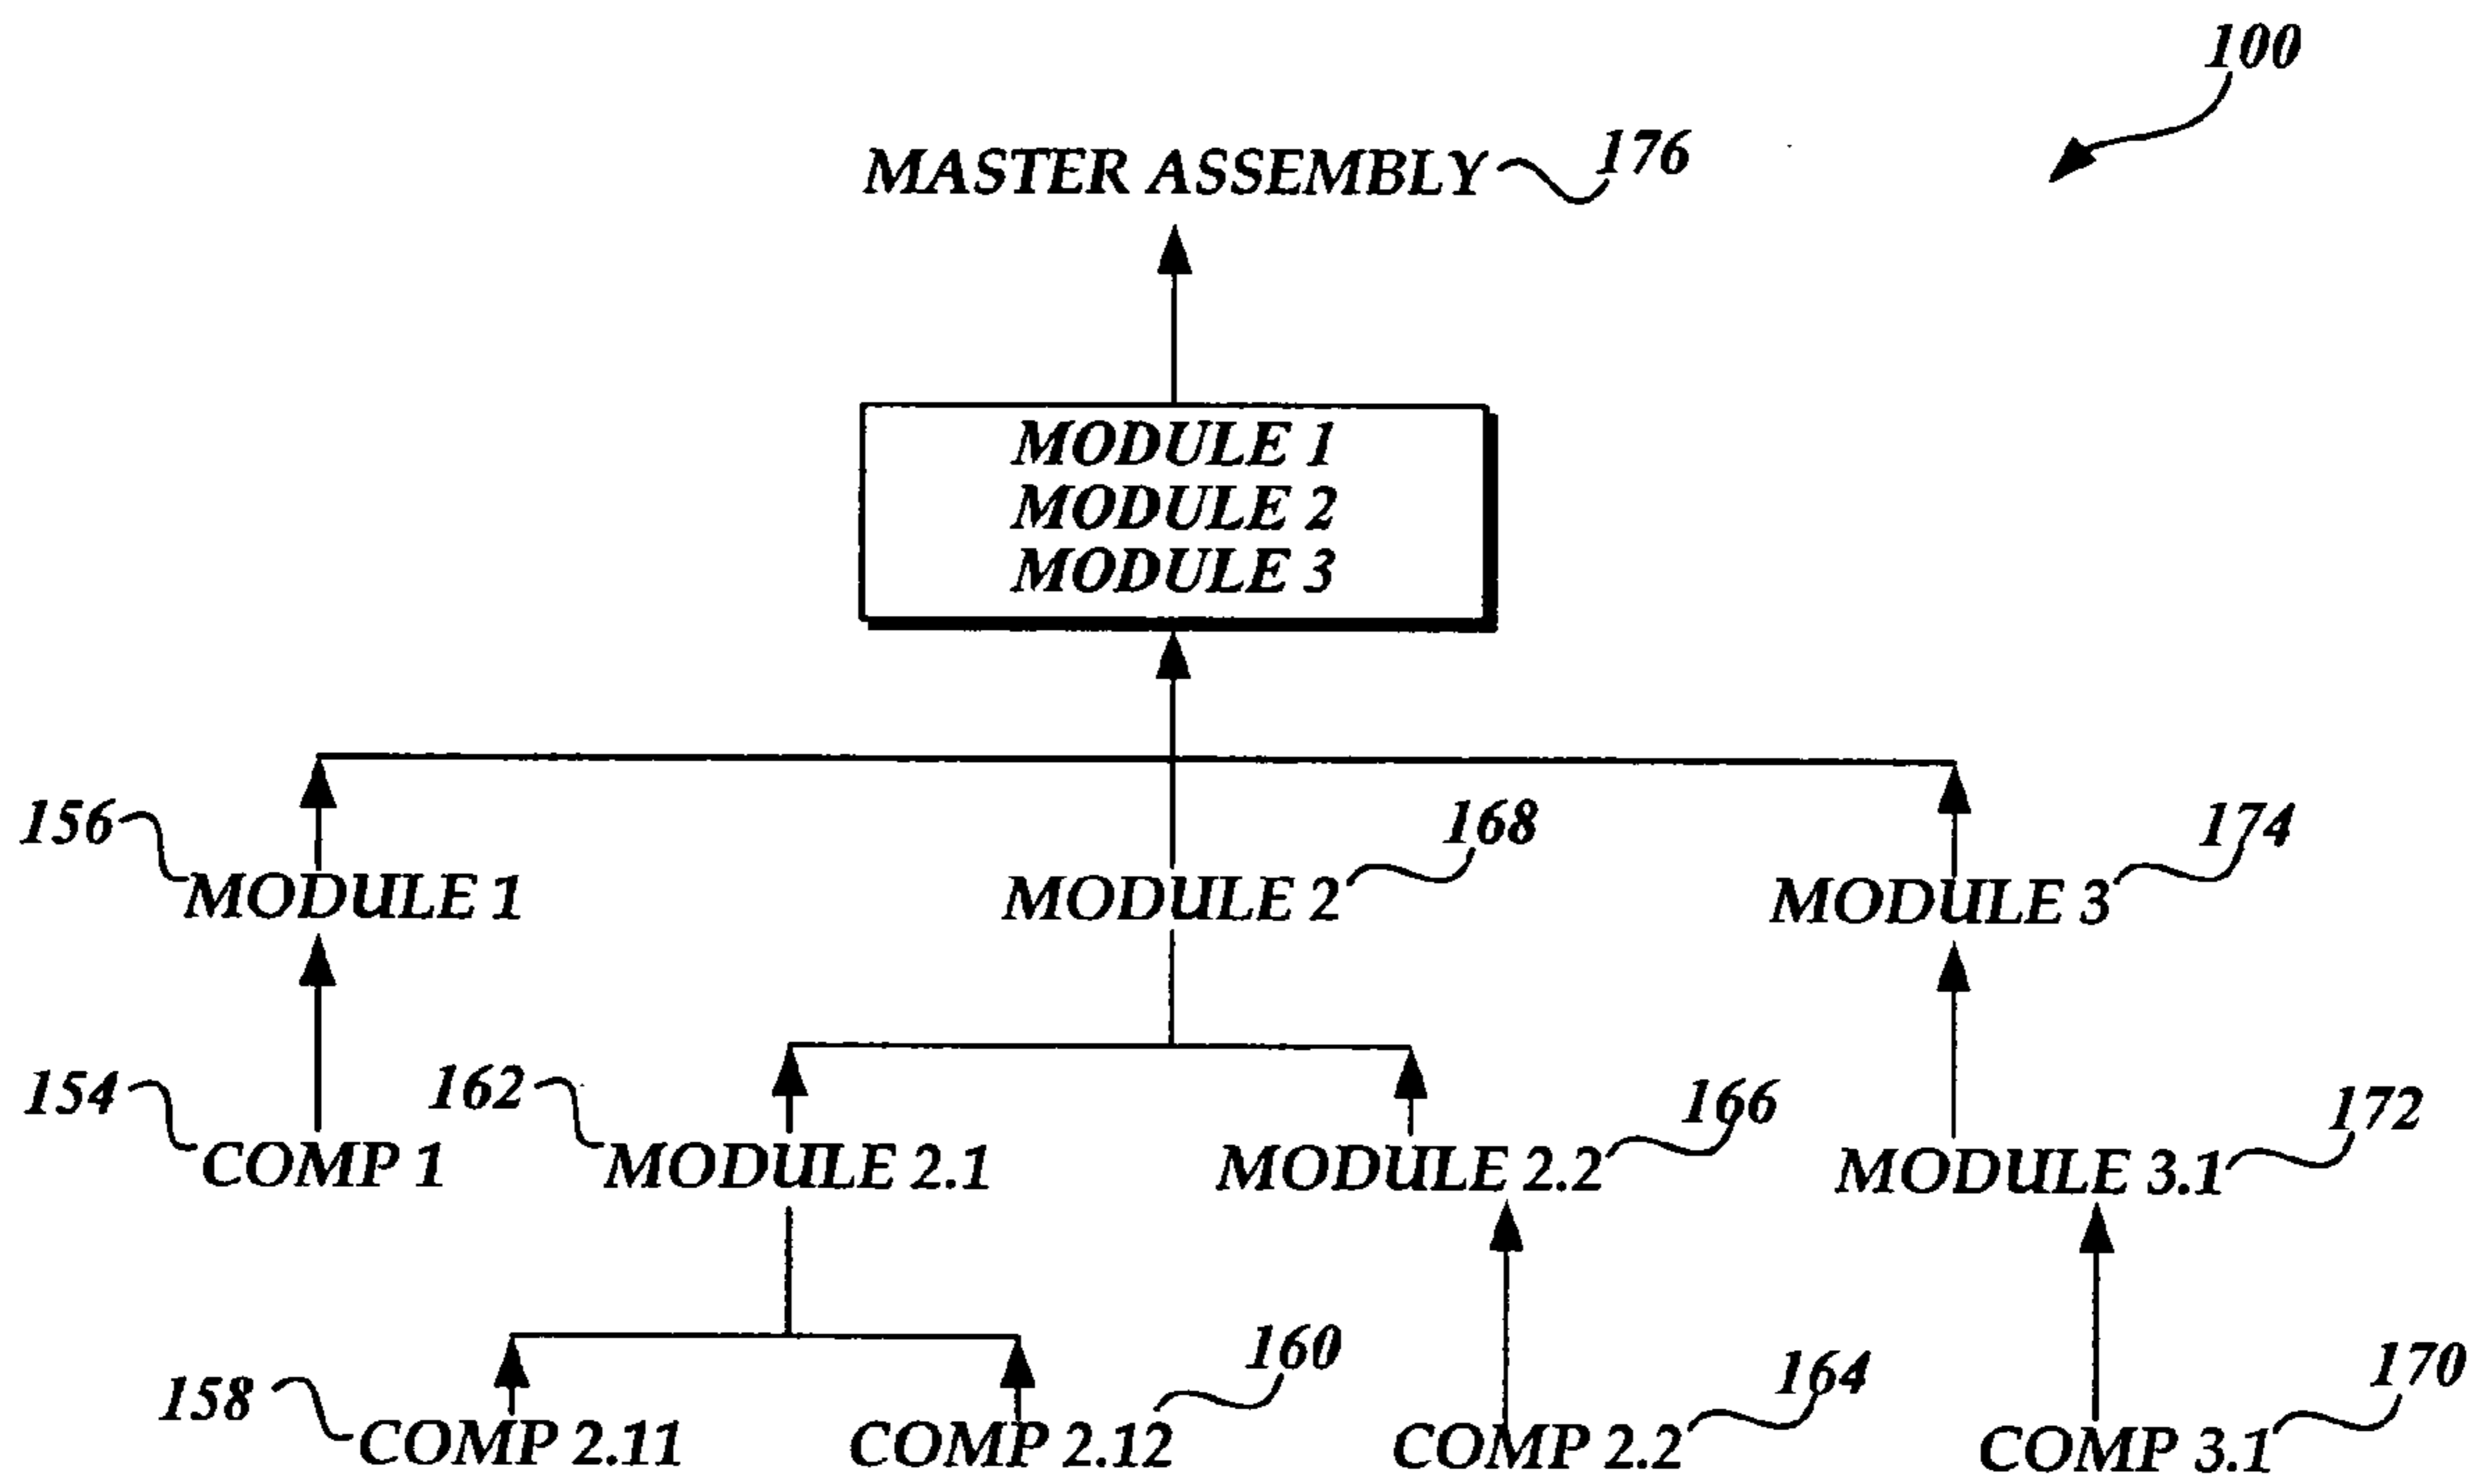 100
MASTER ASSEMBLY 176
MODULE 1
MODULE 2
MODULE 3
156 168 174
MODULE 1 MODULE 2 MODULE 3
154 162 166 172
COMP 1 MODULE 2.1 MODULE 2.2 MODULE 3.1
158 160 164 170
COMP 2.11 COMP 2.12 COMP 2.2 COMP 3.1